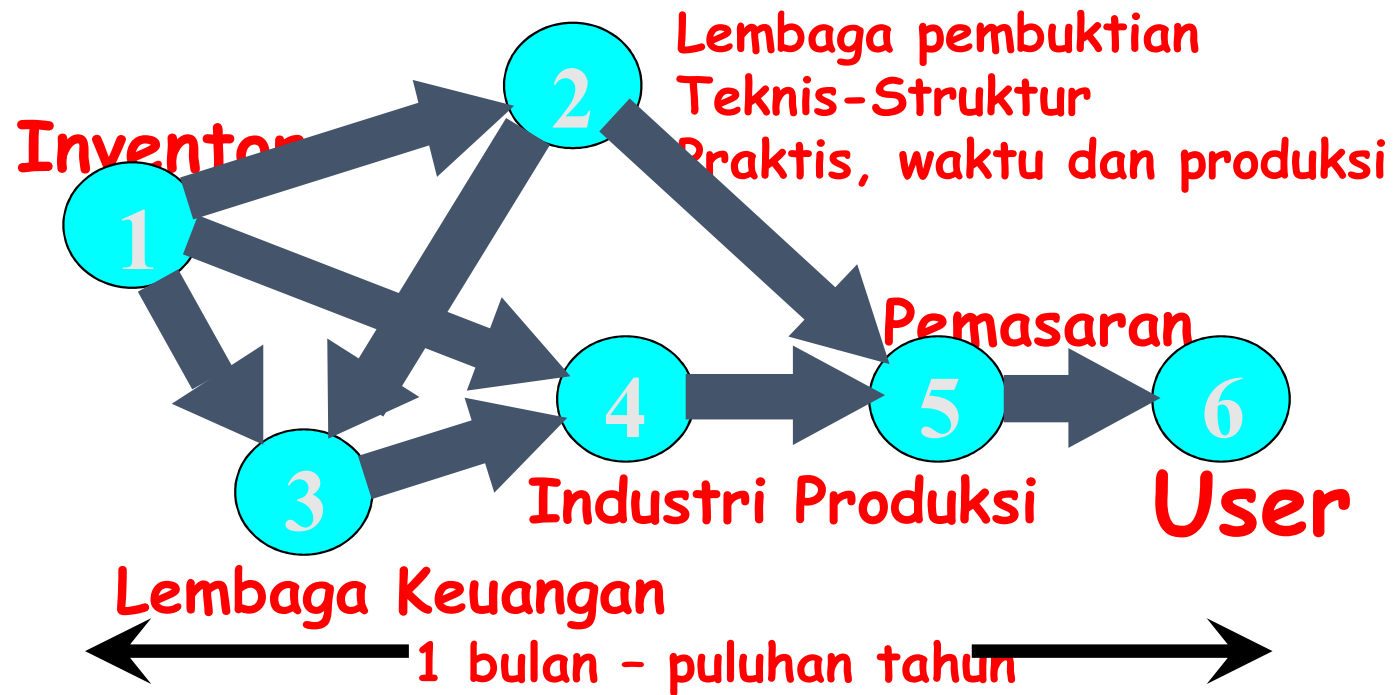 Lembaga pembuktian
Teknis-Struktur
Praktis, waktu dan produksi
Inventor
2
1
Pemasaran
4
5
6
3
Industri Produksi
User
Lembaga Keuangan
1 bulan – puluhan tahun